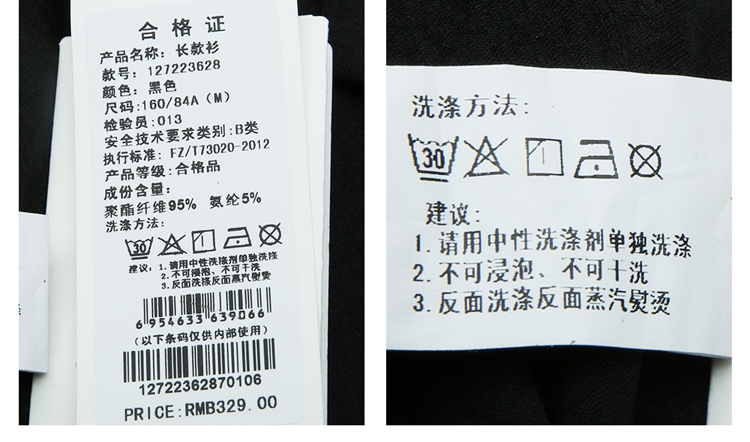 合格证
产品名称: 长款衫
款号: 127223628
颜色: 黑色
尺码: 160/84A (M)
检验员: 013
安全技术要求类别: B类
执行标准: FZ/T73020-2012
产品等级: 合格品
成份含量:
聚酯纤维95% 氨纶5%
洗涤方法:
30
建议: 1.请用中性洗涤剂单独洗涤
2.不可浸泡、不可干洗
3.反面洗涤反面蒸汽熨烫
6954633639066
(以下条码仅供内部使用)
12722362870106
PRICE:RMB329.00
洗涤方法:
30
建议:
1.请用中性洗涤剂单独洗涤
2.不可浸泡、不可干洗
3.反面洗涤反面蒸汽熨烫